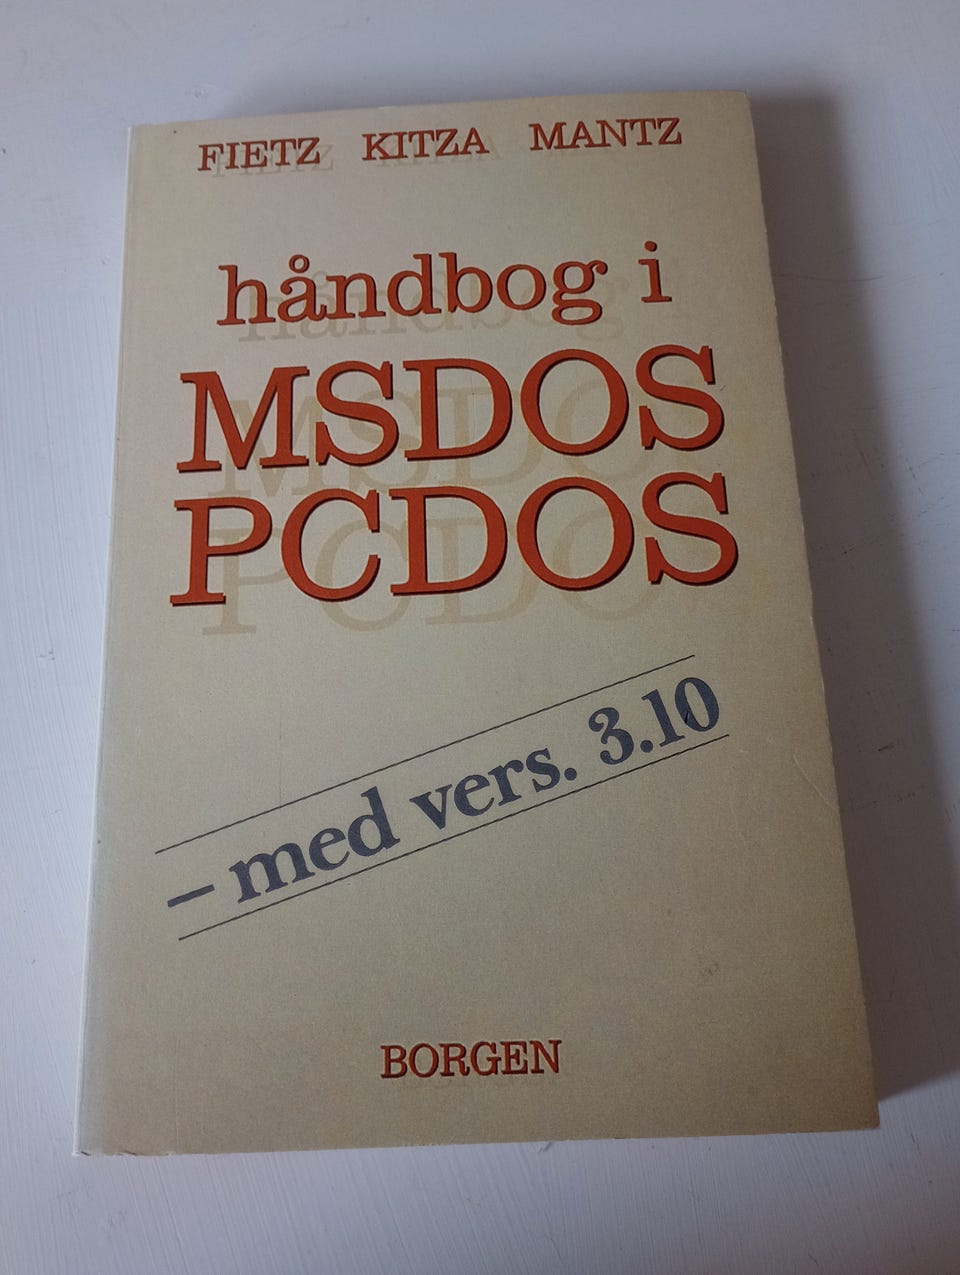 FIETZ KITZA MANTZ
håndbog i
MSDOS
PCDOS
– med vers. 3.10
BORGEN